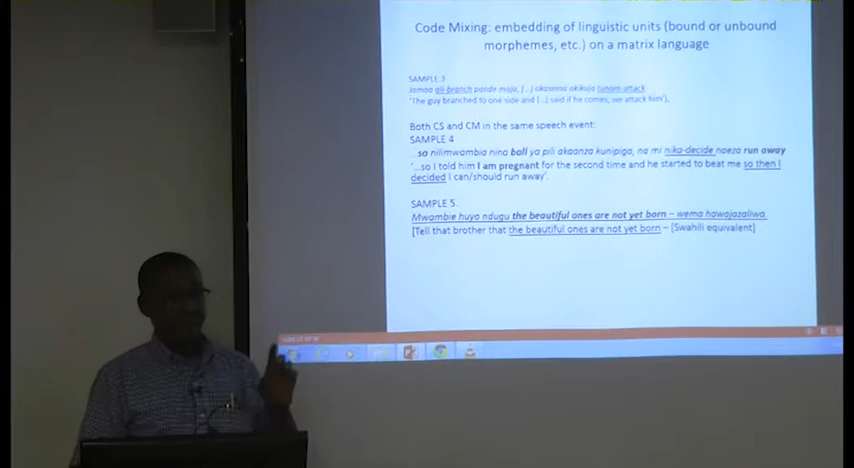 Code Mixing: embedding of linguistic units (bound or unbound
morphemes, etc.) on a matrix language
SAMPLE 3
Jamaa ali-branch pande moja, [...] akasema akikuja tunom-attack
'The guy branched to one side and [...] said if he comes, we attack him'),
Both CS and CM in the same speech event:
SAMPLE 4
...so nilimwambia nina ball ya pili akaanza kunipiga, na mi nika-decide naeza run away
'...so I told him I am pregnant for the second time and he started to beat me so then I
decided I can/should run away'.
SAMPLE 5.
Mwambie huyo ndugu the beautiful ones are not yet born – wema hawajazaliwa
[Tell that brother that the beautiful ones are not yet born – [Swahili equivalent]